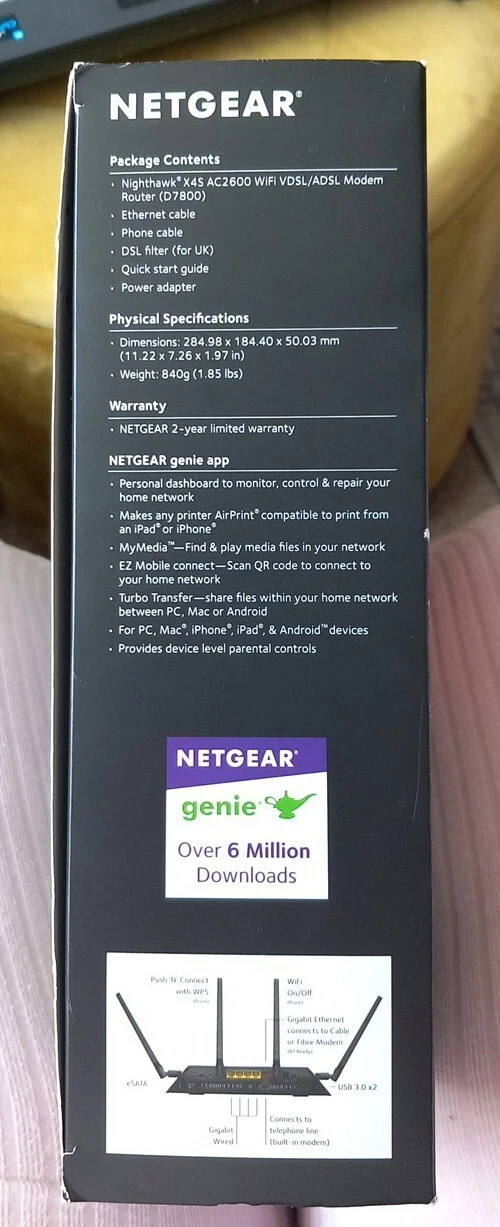 NETGEAR®
Package Contents
· Nighthawk® X4S AC2600 WiFi VDSL/ADSL Modem
Router (D7800)
· Ethernet cable
· Phone cable
· DSL filter (for UK)
· Quick start guide
· Power adapter
Physical Specifications
· Dimensions: 284.98 x 184.40 x 50.03 mm
(11.22 x 7.26 x 1.97 in)
· Weight: 840g (1.85 lbs)
Warranty
· NETGEAR 2-year limited warranty
NETGEAR genie app
· Personal dashboard to monitor, control & repair your
home network
· Makes any printer AirPrint® compatible to print from
an iPad® or iPhone®
· MyMedia™—Find & play media files in your network
· EZ Mobile connect—Scan QR code to connect to
your home network
· Turbo Transfer—share files within your home network
between PC, Mac or Android
· For PC, Mac®, iPhone®, iPad®, & Android™ devices
· Provides device level parental controls
NETGEAR®
genie®
Over 6 Million
Downloads
Push 'N' Connect
with WPS
(front)
WiFi
On/Off
(front)
Gigabit Ethernet
connects to Cable
or Fibre Modem
eSATA
USB 3.0 x2
Gigabit
Wired
Connects to
telephone line
(built-in modem)